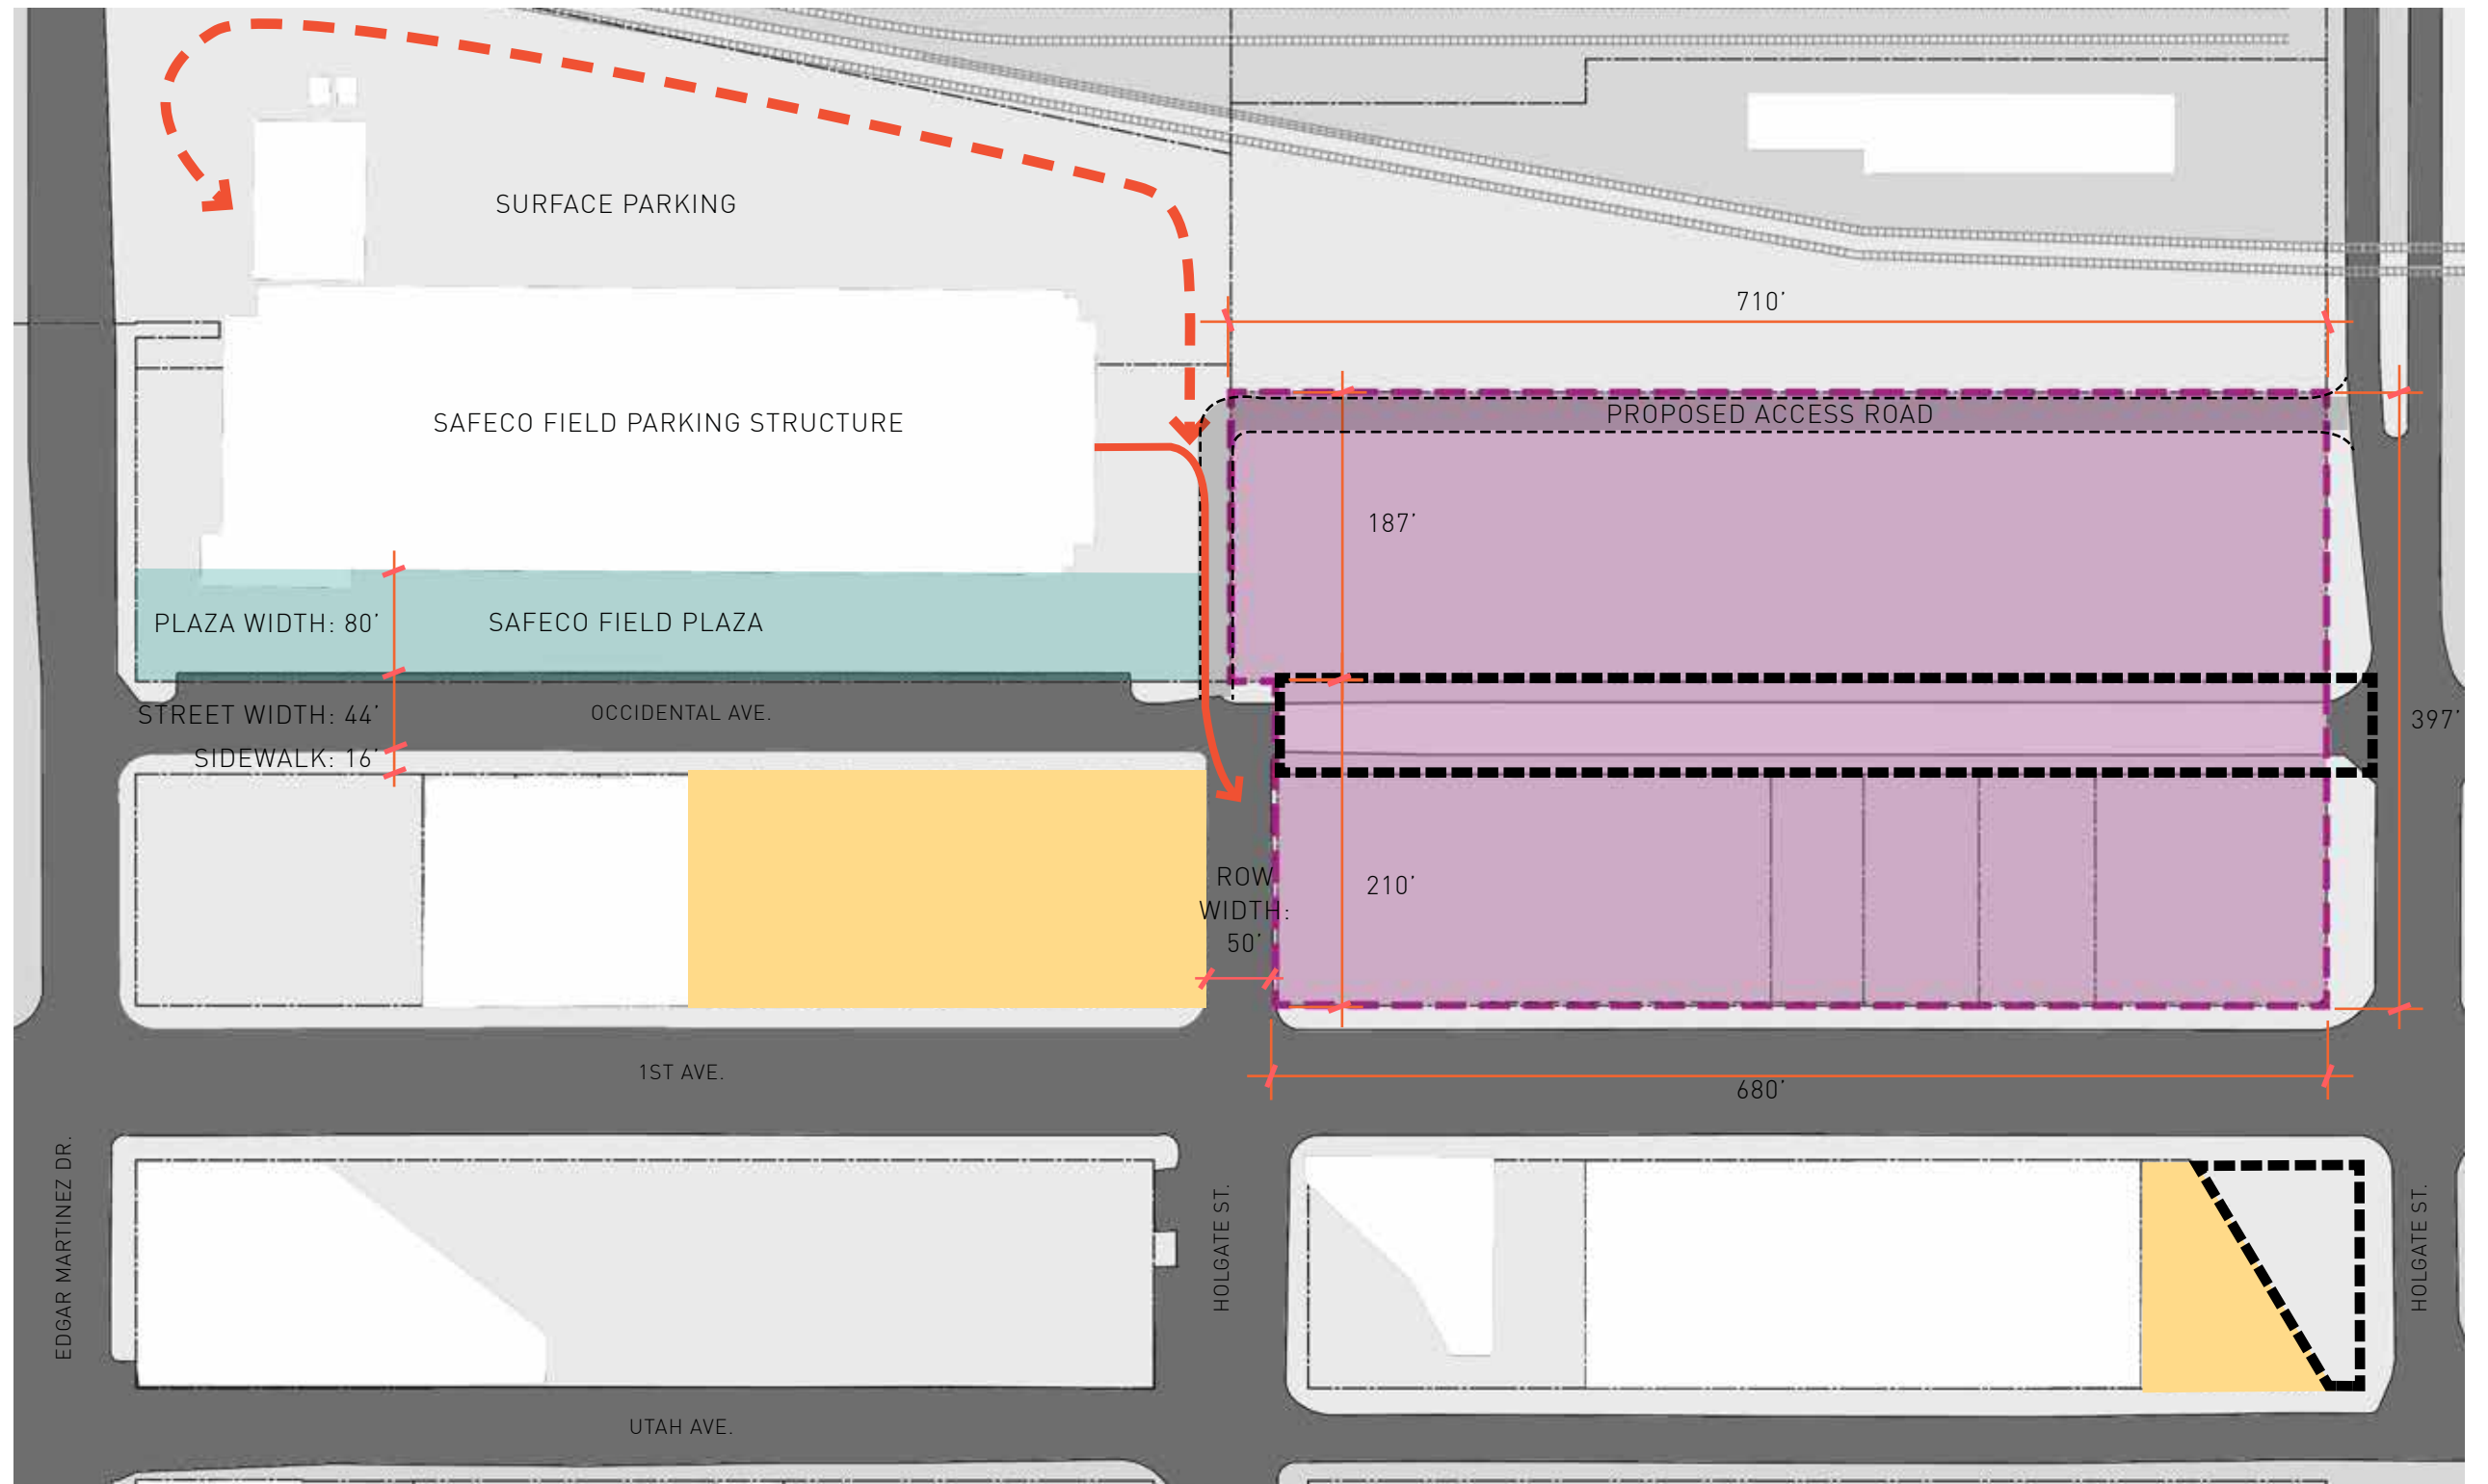 SURFACE PARKING
710’
SAFECO FIELD PARKING STRUCTURE
PROPOSED ACCESS ROAD
187’
PLAZA WIDTH: 80’
SAFECO FIELD PLAZA
STREET WIDTH: 44’
OCCIDENTAL AVE.
397’
SIDEWALK: 16’
ROW
WIDTH:
50’
210’
1ST AVE.
680’
EDGAR MARTINEZ DR.
HOLGATE ST.
HOLGATE ST.
UTAH AVE.